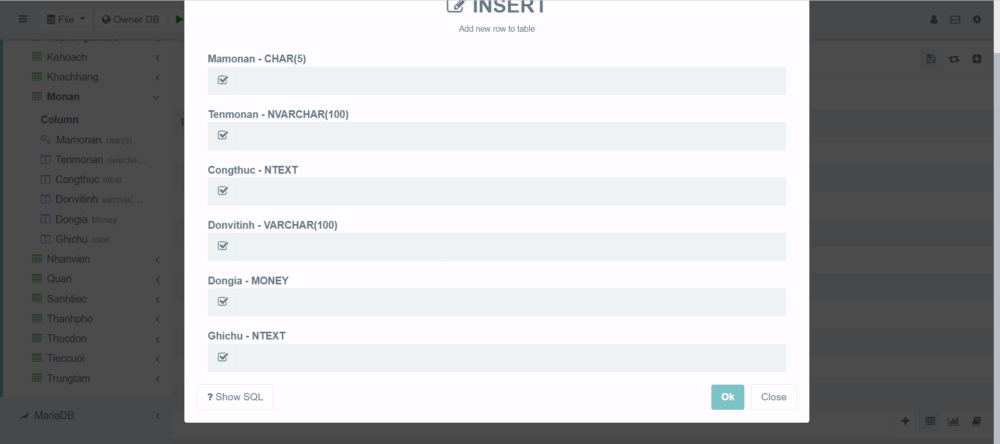 INSERT
Add new row to table
File
Owner DB
Kehoach
Khachhang
Monan
Column
Mamonan char(5)
Tenmonan nvarcha...
Congthuc ntext
Donvitinh varchar(...
Dongia Money
Ghichu ntext
Nhanvien
Quan
Sanhtiec
Thanhpho
Thucdon
Tieccuoi
Trungtam
MariaDB
Mamonan - CHAR(5)
Tenmonan - NVARCHAR(100)
Congthuc - NTEXT
Donvitinh - VARCHAR(100)
Dongia - MONEY
Ghichu - NTEXT
? Show SQL
Ok
Close